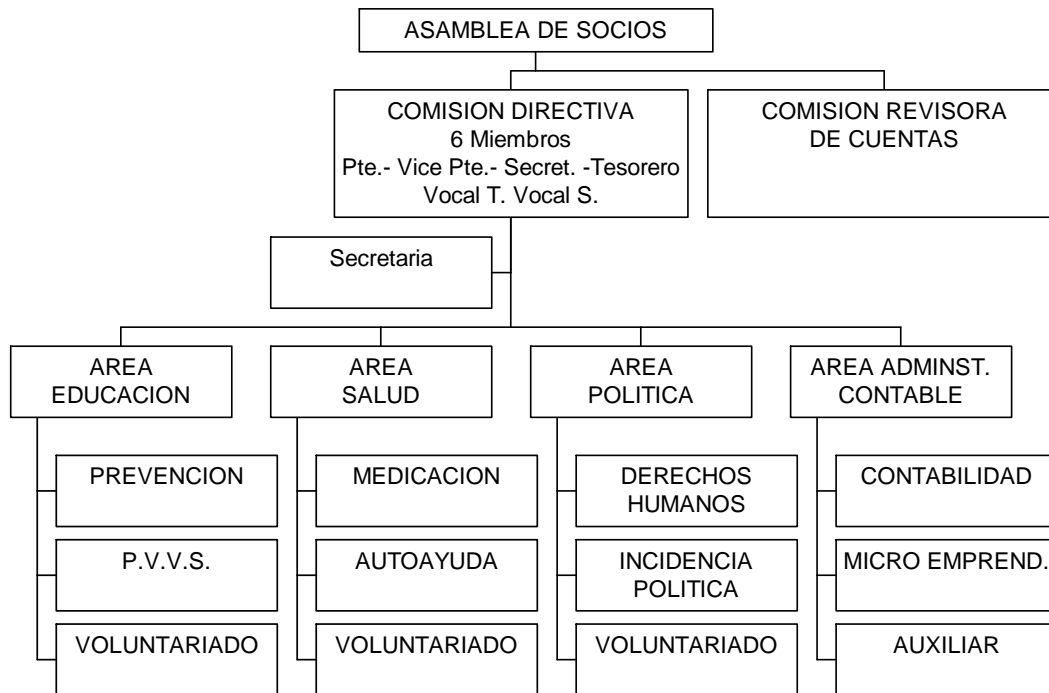 ASAMBLEA DE SOCIOS
COMISION DIRECTIVA
6 Miembros
Pte.- Vice Pte.- Secret. -Tesorero
Vocal T. Vocal S.
COMISION REVISORA
DE CUENTAS
Secretaria
AREA
EDUCACION
AREA
SALUD
AREA
POLITICA
AREA ADMINST.
CONTABLE
PREVENCION
MEDICACION
DERECHOS
HUMANOS
CONTABILIDAD
P.V.V.S.
AUTOAYUDA
INCIDENCIA
POLITICA
MICRO EMPREND.
VOLUNTARIADO
VOLUNTARIADO
VOLUNTARIADO
AUXILIAR